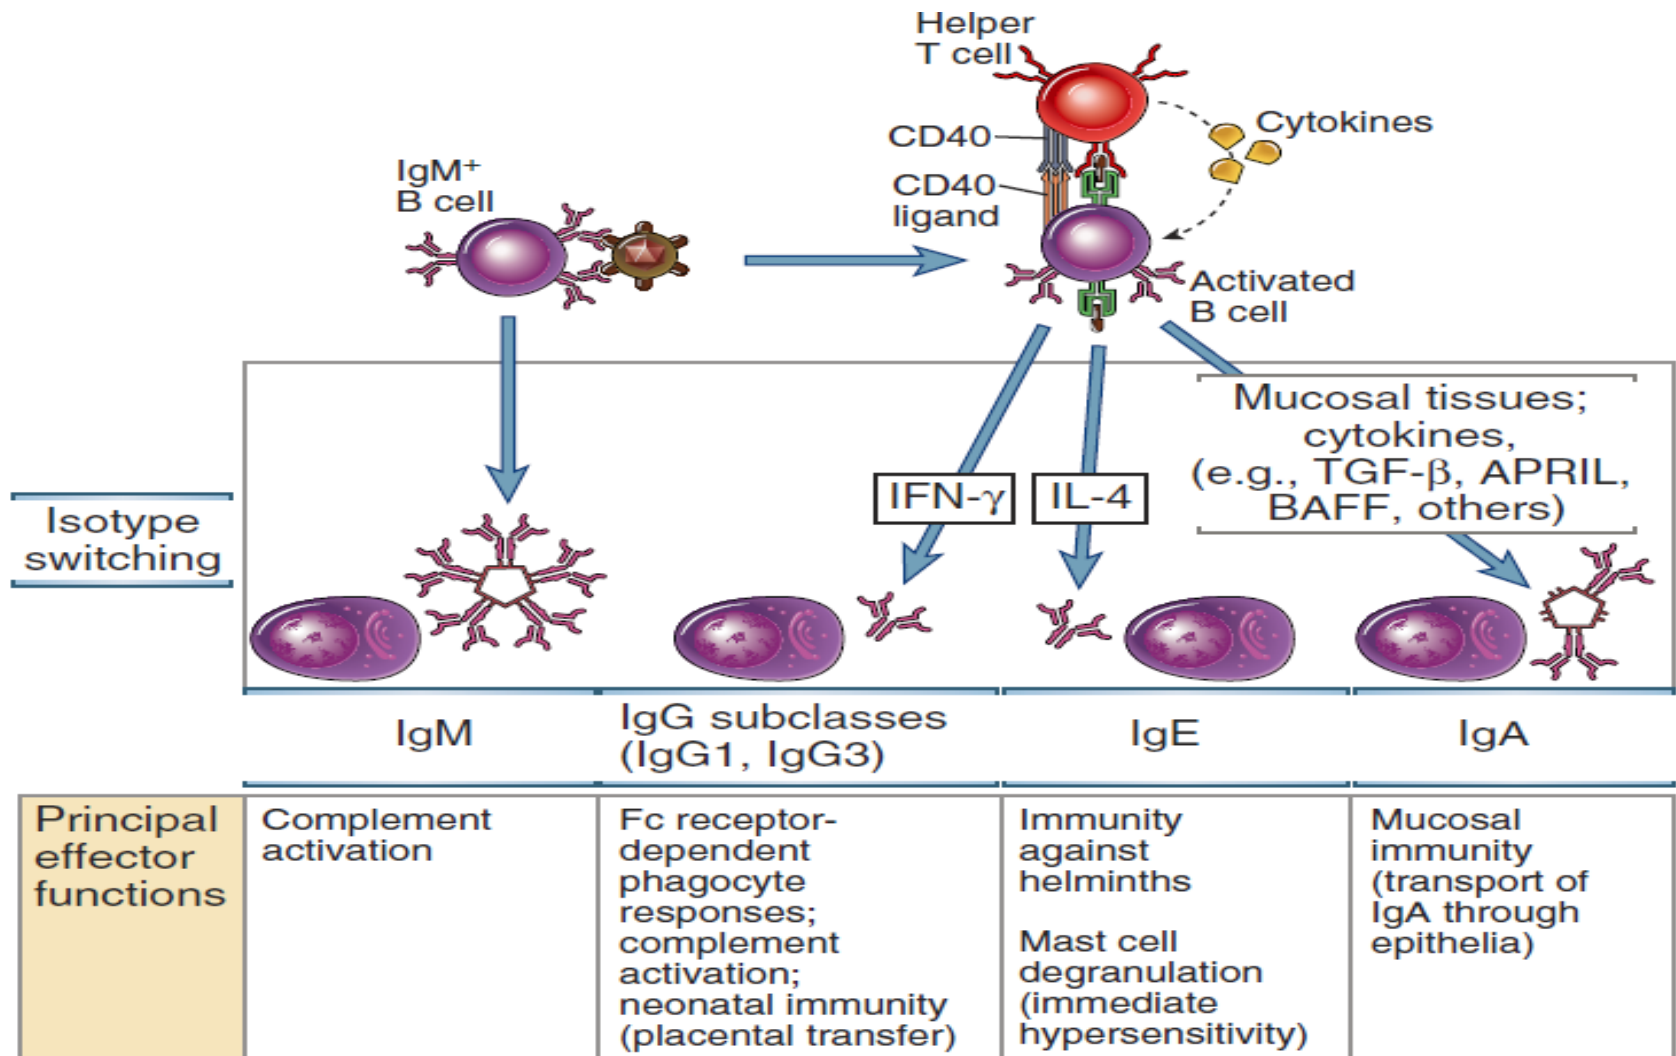 Helper
T cell
CD40
CD40
ligand
Cytokines
IgM+
B cell
Activated
B cell
Mucosal tissues;
cytokines,
(e.g., TGF-β, APRIL,
BAFF, others)
IFN-γ
IL-4
Isotype
switching
IgM
IgG subclasses
(IgG1, IgG3)
IgE
IgA
Principal
effector
functions
Complement
activation
Fc receptor-
dependent
phagocyte
responses;
complement
activation;
neonatal immunity
(placental transfer)
Immunity
against
helminths
Mast cell
degranulation
(immediate
hypersensitivity)
Mucosal
immunity
(transport of
IgA through
epithelia)